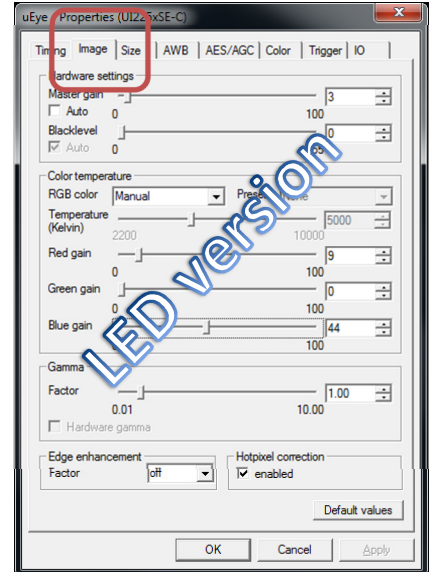 uEye Properties (UI225xSE-C)
Timing Image Size AWB AES/AGC Color Trigger IO
Hardware settings
Master gain 3
Auto 0 100
Blacklevel 0
Auto 0
Color temperature
RGB color Manual
Temperature 5000
(Kelvin) 2200 10000
Red gain 9
0 100
Green gain 0
0 100
Blue gain 44
100
Gamma
Factor 1.00
0.01 10.00
Hardware gamma
Edge enhancement Hotpixel correction
Factor off enabled
Default values
OK Cancel Apply
LED version